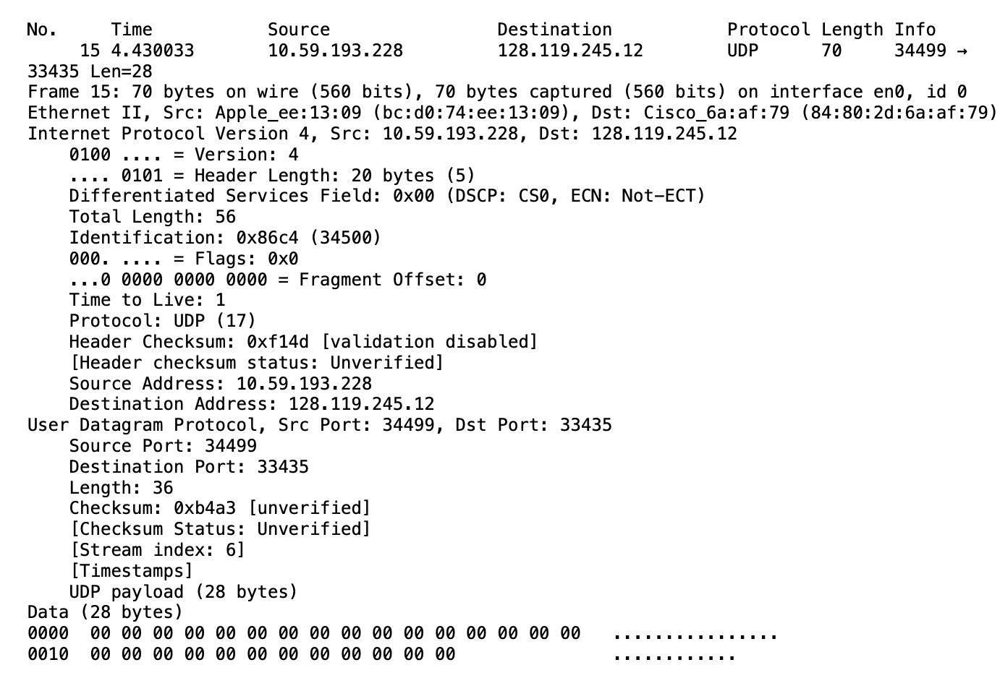 No.     Time           Source                Destination           Protocol Length Info
     15 4.430033       10.59.193.228         128.119.245.12        UDP      70     34499 →
33435 Len=28
Frame 15: 70 bytes on wire (560 bits), 70 bytes captured (560 bits) on interface en0, id 0
Ethernet II, Src: Apple_ee:13:09 (bc:d0:74:ee:13:09), Dst: Cisco_6a:af:79 (84:80:2d:6a:af:79)
Internet Protocol Version 4, Src: 10.59.193.228, Dst: 128.119.245.12
    0100 .... = Version: 4
    .... 0101 = Header Length: 20 bytes (5)
    Differentiated Services Field: 0x00 (DSCP: CS0, ECN: Not-ECT)
    Total Length: 56
    Identification: 0x86c4 (34500)
    000. .... = Flags: 0x0
    ...0 0000 0000 0000 = Fragment Offset: 0
    Time to Live: 1
    Protocol: UDP (17)
    Header Checksum: 0xf14d [validation disabled]
    [Header checksum status: Unverified]
    Source Address: 10.59.193.228
    Destination Address: 128.119.245.12
User Datagram Protocol, Src Port: 34499, Dst Port: 33435
    Source Port: 34499
    Destination Port: 33435
    Length: 36
    Checksum: 0xb4a3 [unverified]
    [Checksum Status: Unverified]
    [Stream index: 6]
    [Timestamps]
    UDP payload (28 bytes)
Data (28 bytes)
0000  00 00 00 00 00 00 00 00 00 00 00 00 00 00 00 00   ................
0010  00 00 00 00 00 00 00 00 00 00 00 00               ............